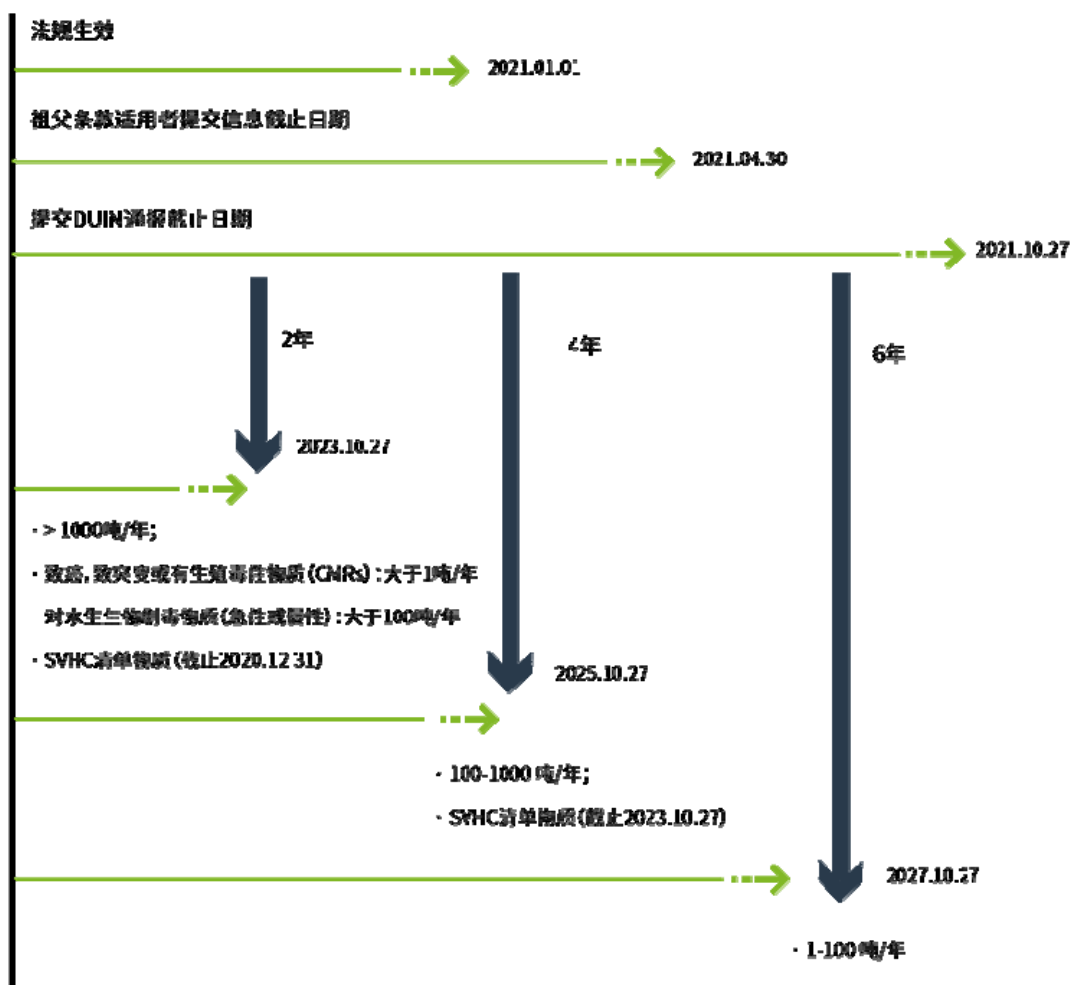 法规生效
2021.01.01
祖父条款适用者提交信息截止日期
2021.04.30
提交DUIN通报截止日期
2021.10.27
2年
4年
6年
2023.10.27
· > 1000吨/年;
· 致癌,致突变或有生殖毒性物质(CMRs):大于1吨/年
对水生生物剧毒物质(急性或慢性):大于100吨/年
· SVHC清单物质(截止2020.12.31)
2025.10.27
· 100-1000 吨/年;
· SVHC清单物质(截止2023.10.27)
2027.10.27
· 1-100 吨/年